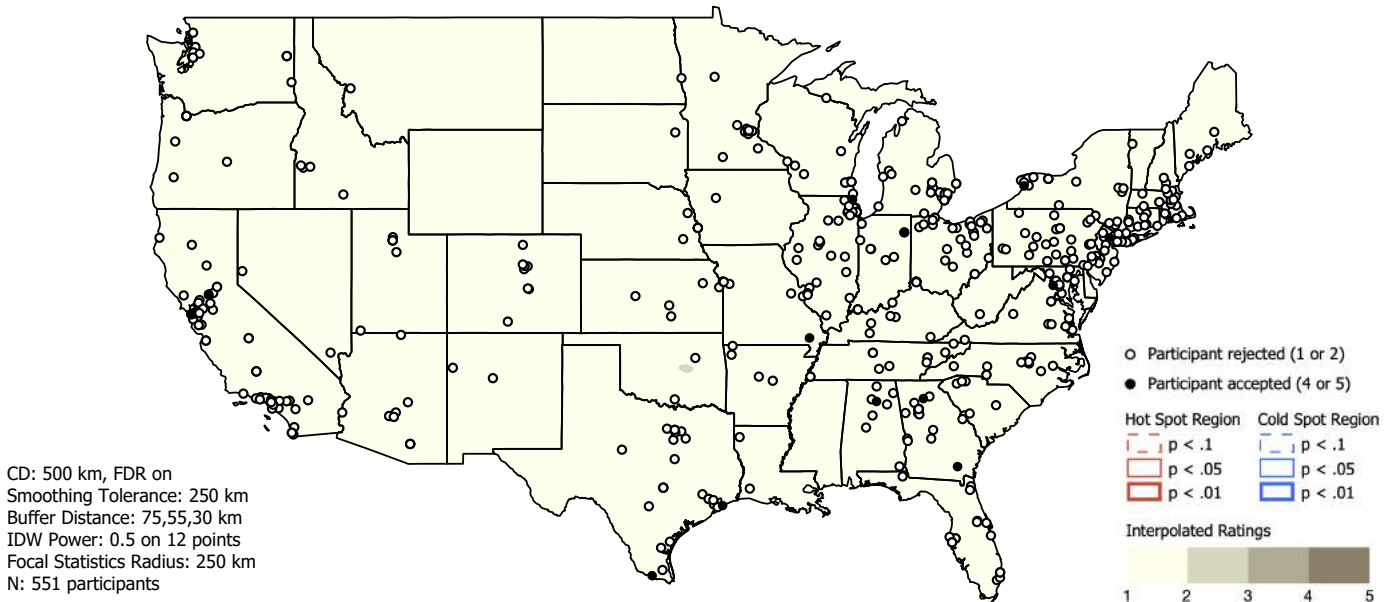 CD: 500 km, FDR on
Smoothing Tolerance: 250 km
Buffer Distance: 75,55,30 km
IDW Power: 0.5 on 12 points
Focal Statistics Radius: 250 km
N: 551 participants
Participant rejected (1 or 2)
Participant accepted (4 or 5)
Hot Spot Region Cold Spot Region
p < .1 p < .1
p < .05 p < .05
p < .01 p < .01
Interpolated Ratings
1 2 3 4 5